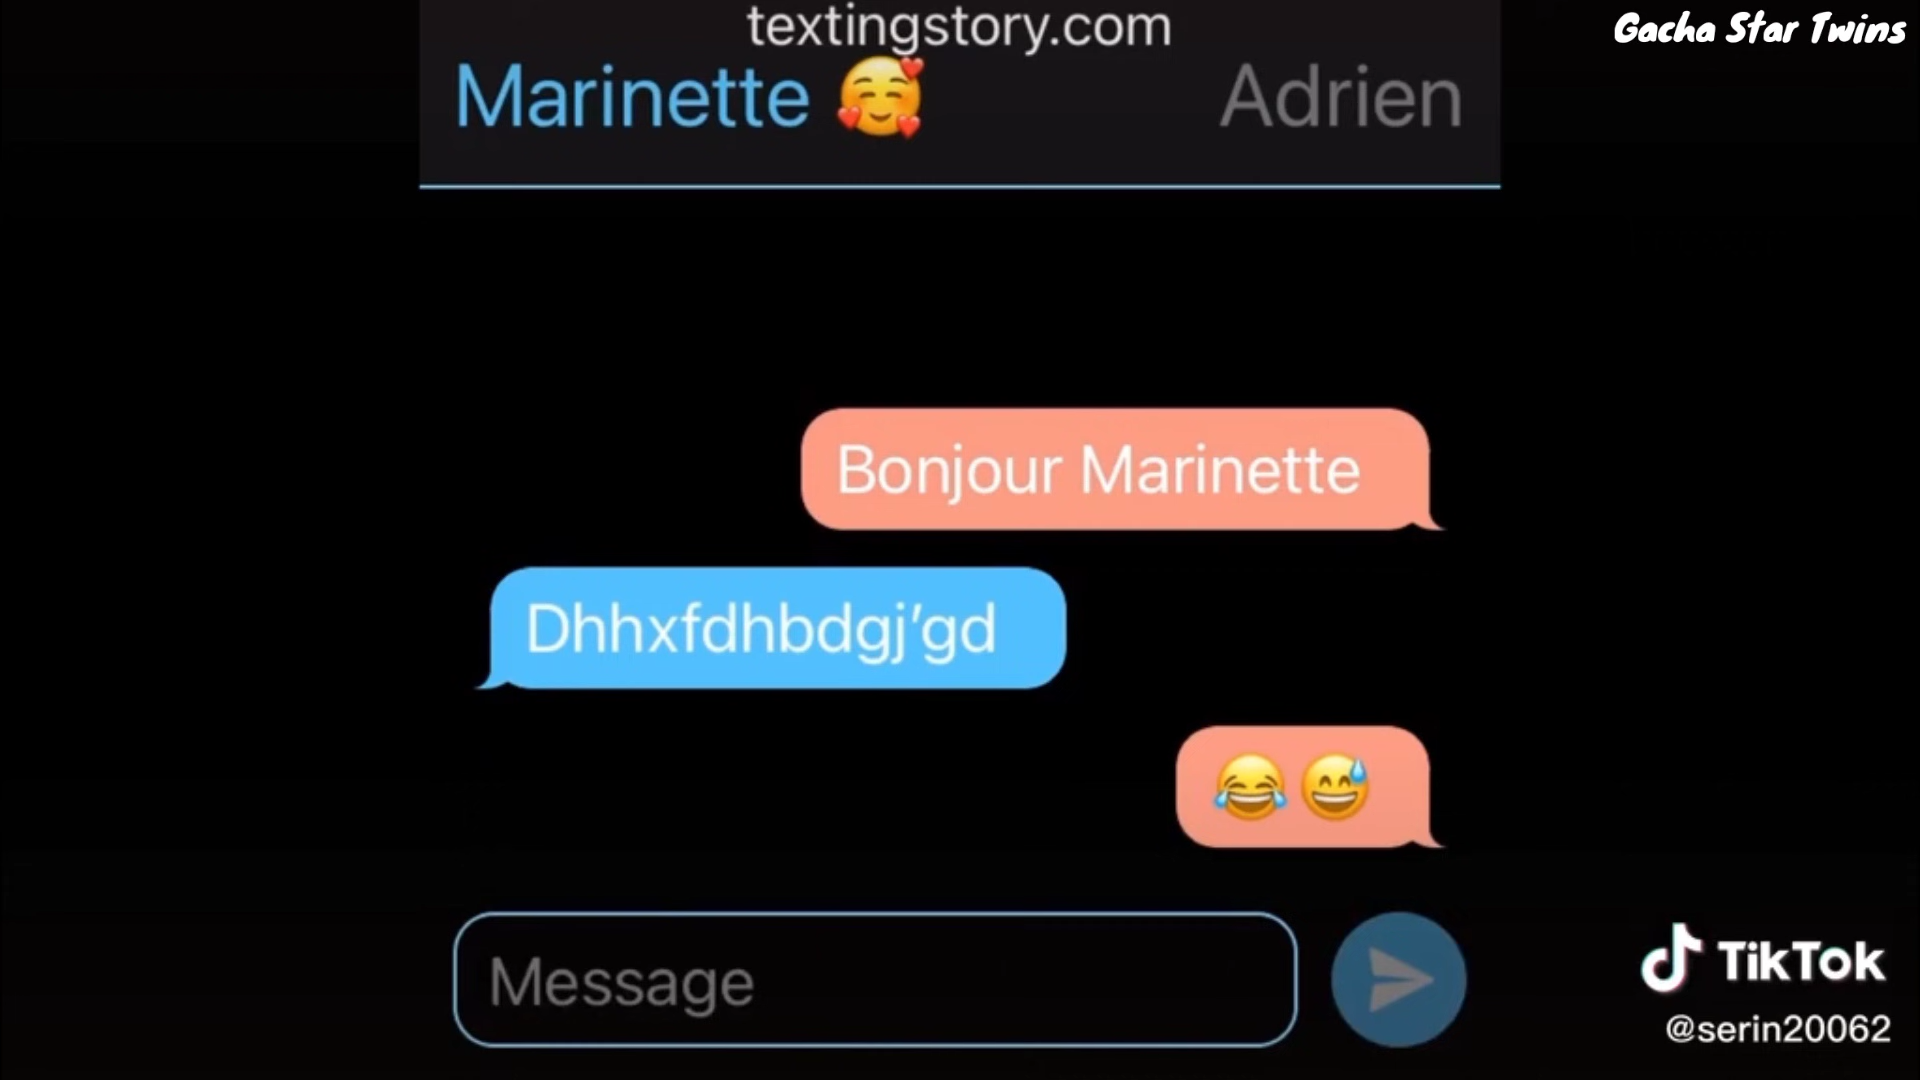 textingstory.com
Gacha Star Twins
Marinette 🥰
Adrien
Bonjour Marinette
Dhhxfdhbdgj’gd
😂😅
Message
TikTok
@serin20062